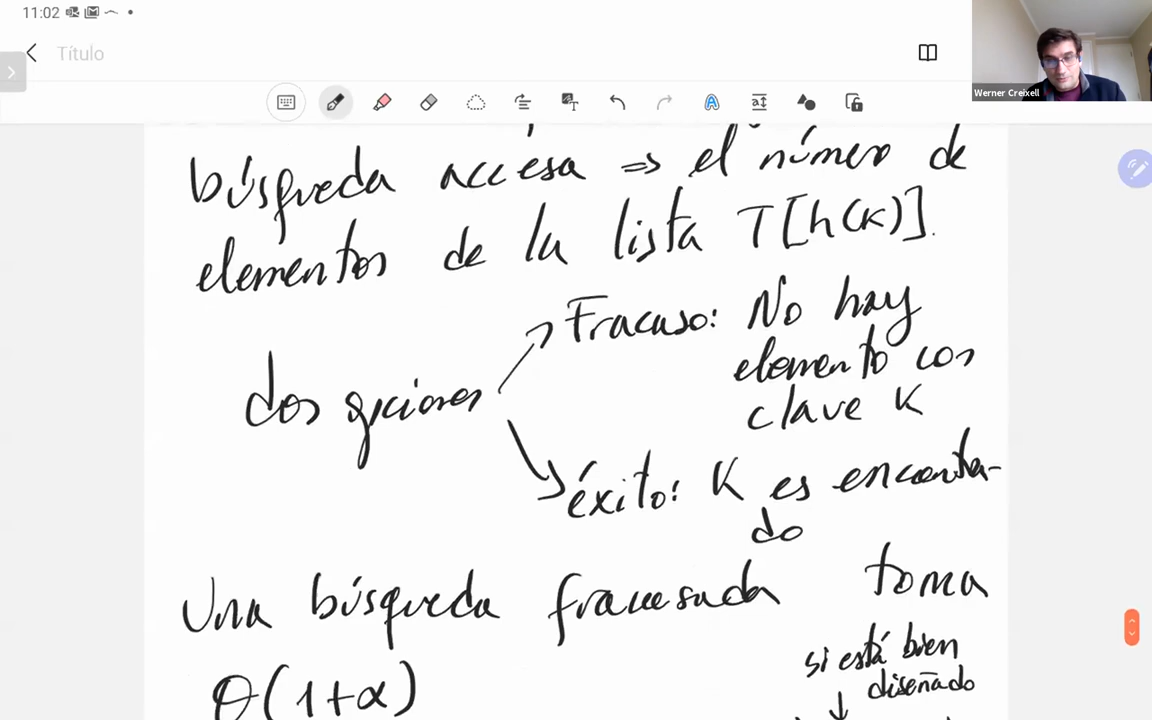 11:02
Título
Werner Creixell
búsqueda accesa => el número de
elementos de la lista T[h(K)].
dos opciones
Fracaso: No hay
elemento con
clave K
éxito: K es encontra-
do
Una búsqueda fracasada toma
Θ(1+α)
si está bien
diseñado